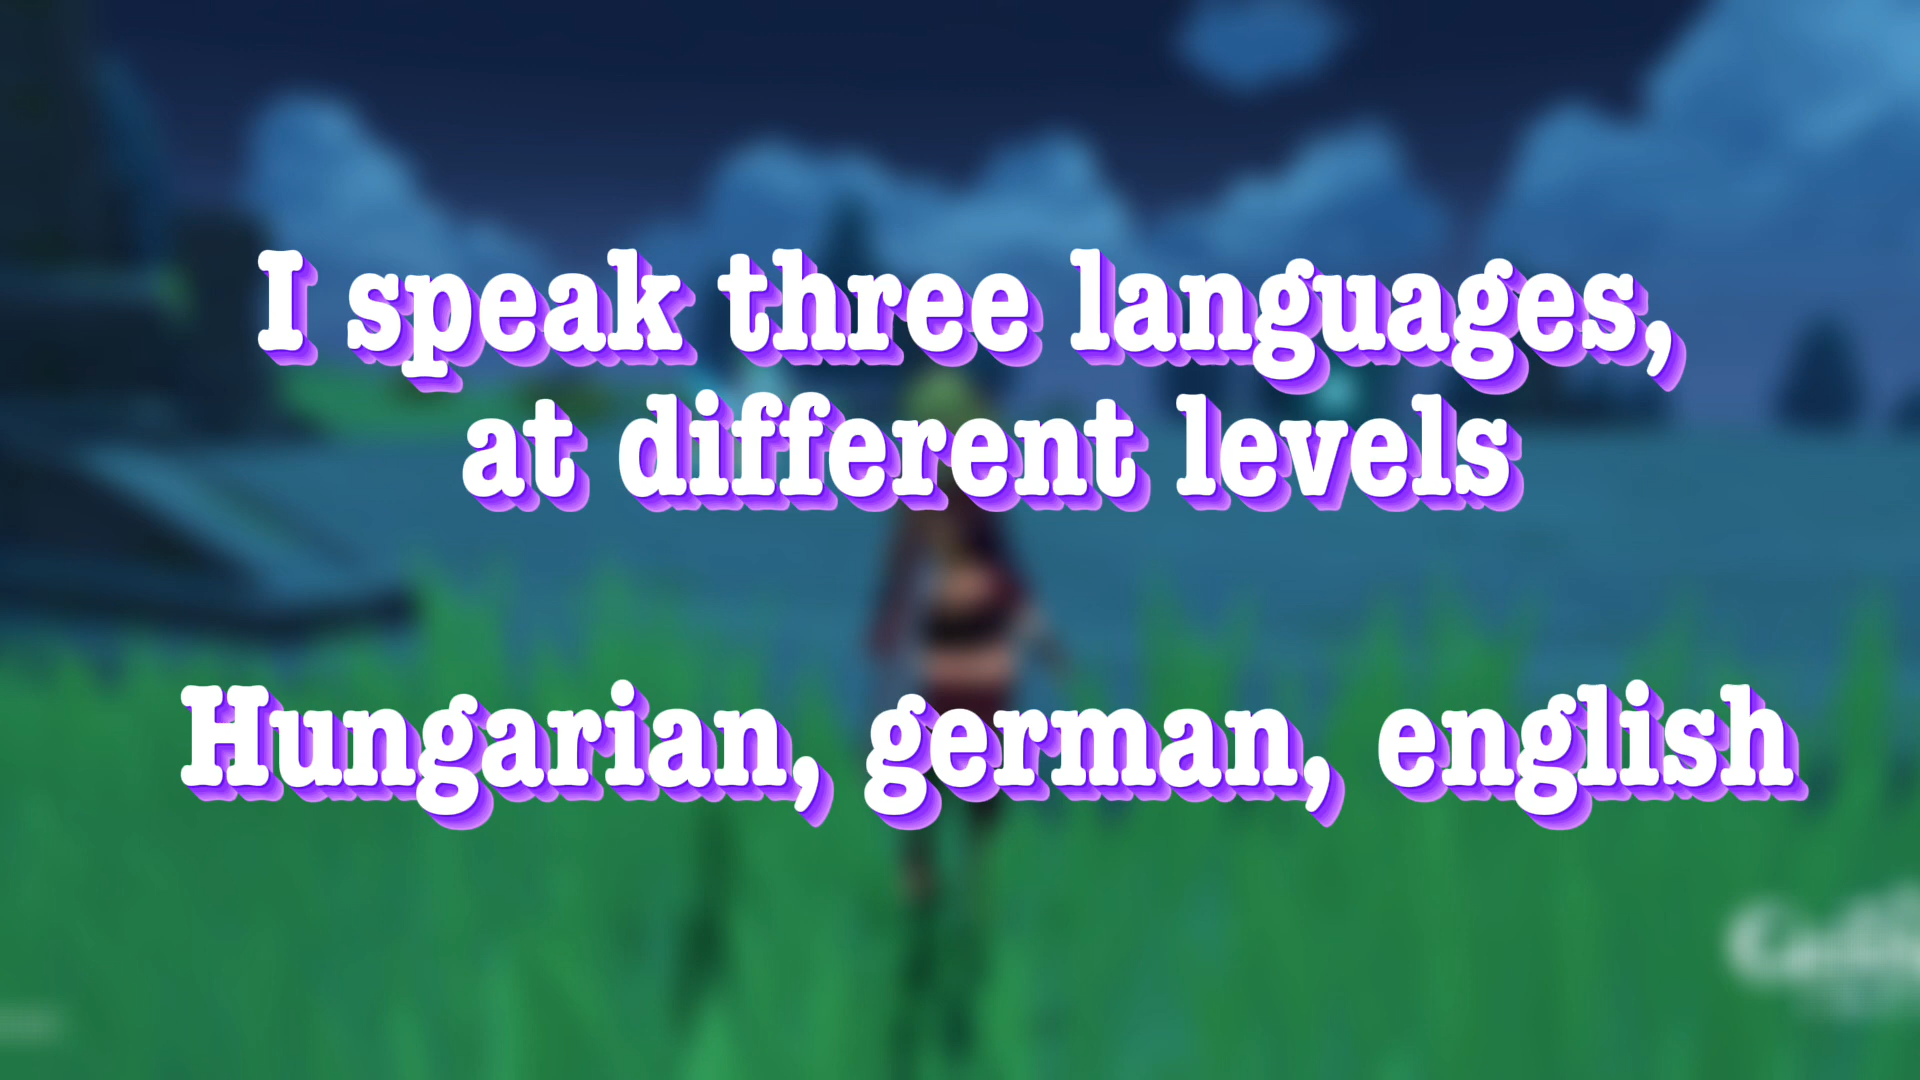 I speak three languages,
at different levels
Hungarian, german, english